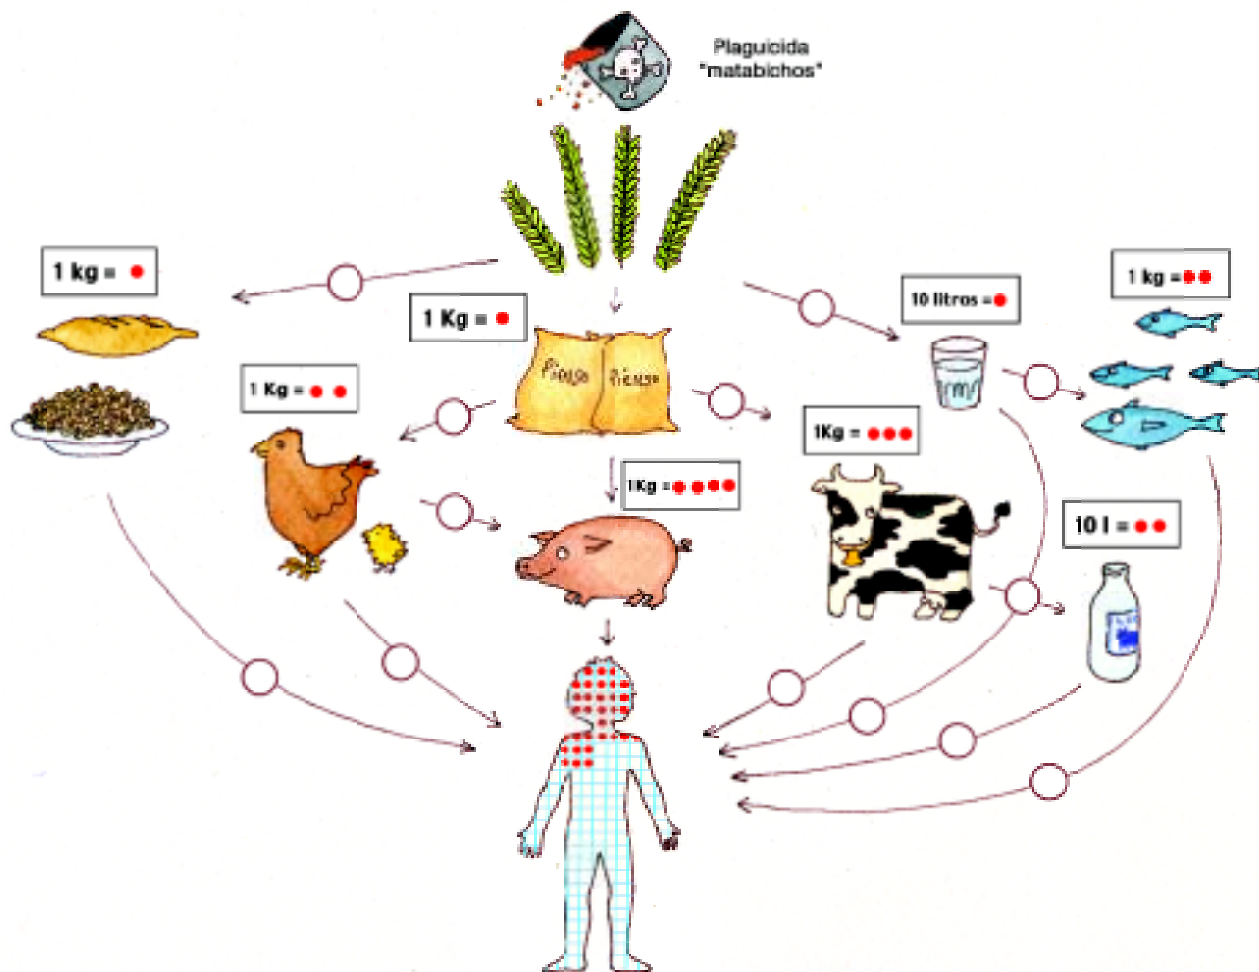 Plaguicida
"matabichos"
1 kg =
1 Kg =
10 litros =
1 kg =
1 Kg =
Pienso Pienso
1Kg =
1Kg =
10 l =